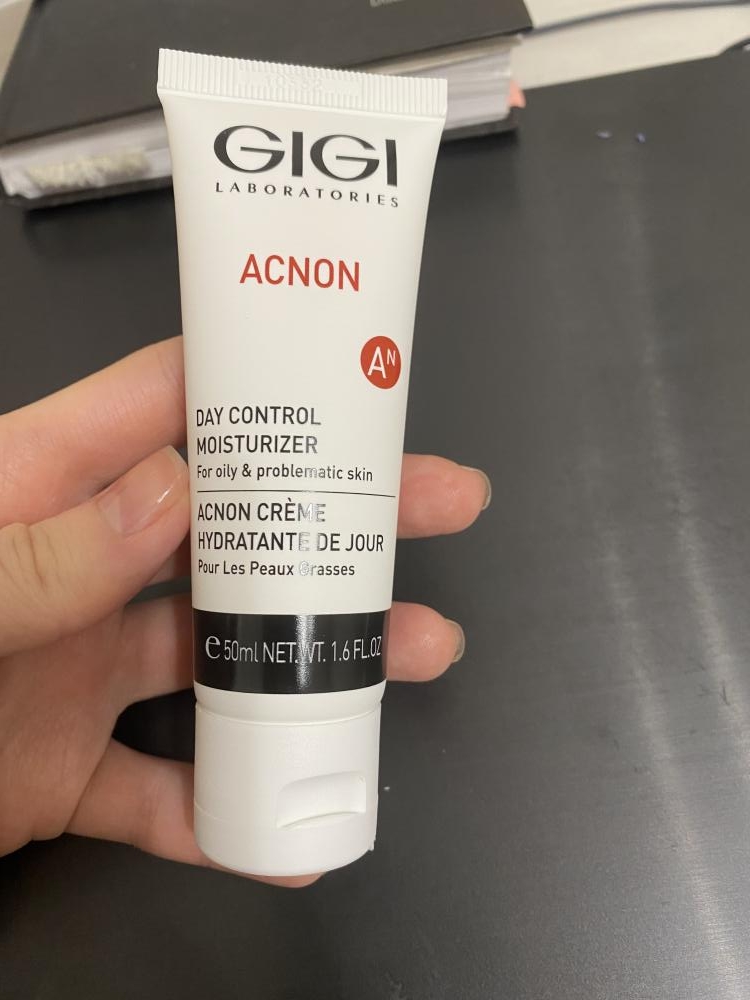 GIGI
LABORATORIES
ACNON
AN
DAY CONTROL
MOISTURIZER
For oily & problematic skin
ACNON CRÈME
HYDRATANTE DE JOUR
Pour Les Peaux Grasses
e 50ml NET.WT. 1.6 FL.OZ